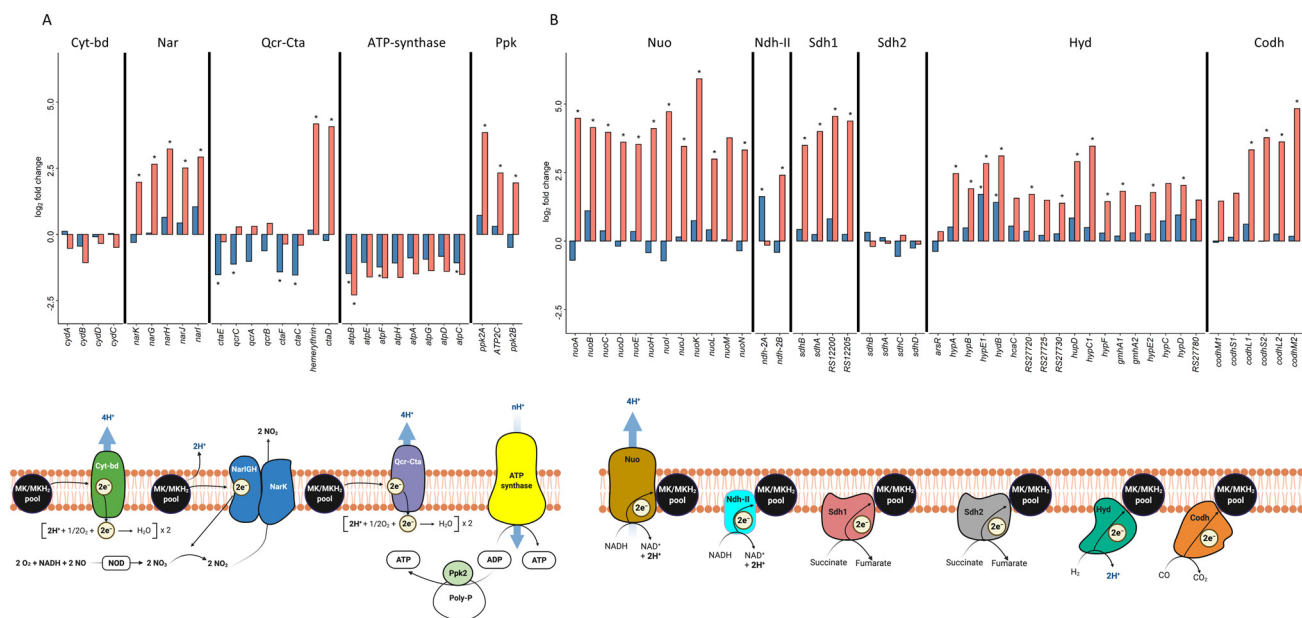 A
B
Cyt-bd Nar Qcr-Cta ATP-synthase Ppk
Nuo Ndh-II Sdh1 Sdh2 Hyd Codh
log2 fold change
5.0
2.5
0.0
-2.5
cydA cydB cydD cydC
narK narG narH narJ narI
ctaE qcrC qcrA qcrB ctaF ctaC hemerythrin ctaD
atpB atpE atpF atpH atpA atpG atpD atpC
ppk2A ATP2C ppk2B
log2 fold change
5.0
2.5
0.0
-2.5
nuoA nuoB nuoC nuoD nuoE nuoH nuoI nuoJ nuoK nuoL nuoM nuoN
ndh-2A ndh-2B
sdhB sdhA RS12200 RS12205
sdhB sdhA sdhC sdhD
arsR hypA hypB hypE1 hydB hcaC RS27720 RS27725 RS27730 hupD hypC1 hypF gmhA1 gmhA2 hypE2 hypC hypD RS27780
codhM1 codhS1 codhL1 codhS2 codhL2 codhM2
4H⁺
Cyt-bd
MK/MKH₂
pool
2e⁻
[2H⁺ + 1/2O₂ + 2e⁻ → H₂O] x 2
2H⁺
2 NO₂
MK/MKH₂
pool
NarIGH
2e⁻
NarK
2 O₂ + NADH + 2 NO
NOD
2 NO₃
2 NO₂
4H⁺
MK/MKH₂
pool
Qcr-Cta
2e⁻
[2H⁺ + 1/2O₂ + 2e⁻ → H₂O] x 2
nH⁺
ATP
synthase
ATP
ADP
ATP
Ppk2
Poly-P
4H⁺
Nuo
MK/MKH₂
pool
2e⁻
NADH
NAD⁺
+ 2H⁺
Ndh-II
MK/MKH₂
pool
2e⁻
NADH
NAD⁺
+ 2H⁺
Sdh1
MK/MKH₂
pool
2e⁻
Succinate
Fumarate
Sdh2
MK/MKH₂
pool
2e⁻
Succinate
Fumarate
Hyd
MK/MKH₂
pool
2e⁻
H₂
2H⁺
Codh
MK/MKH₂
pool
2e⁻
CO
CO₂